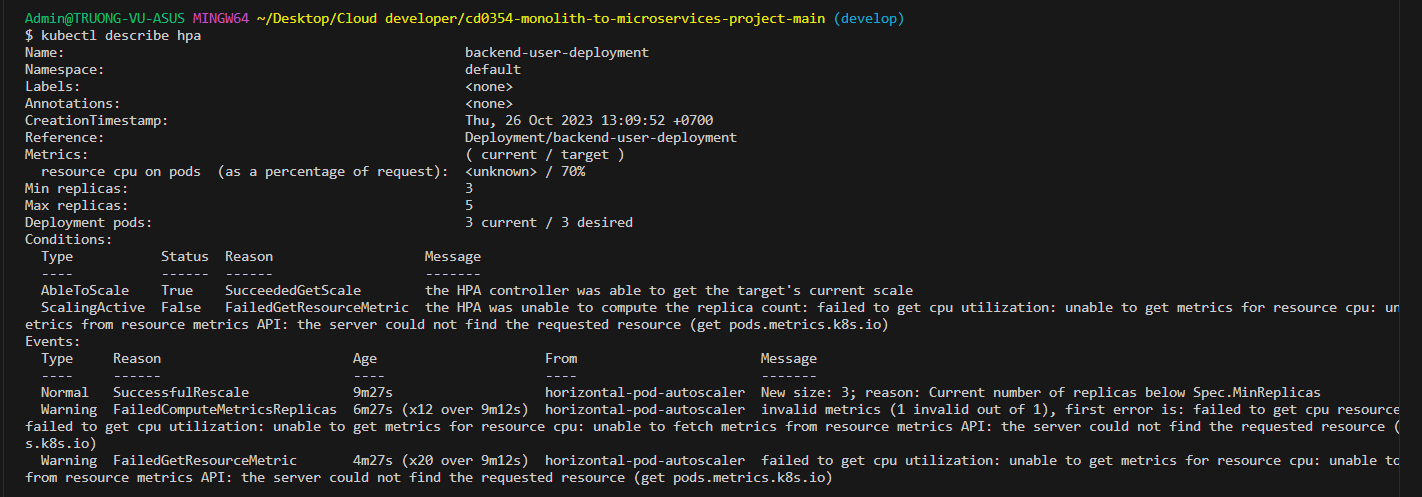 Admin@TRUONG-VU-ASUS MINGW64 ~/Desktop/Cloud developer/cd0354-monolith-to-microservices-project-main (develop)
$ kubectl describe hpa
Name:                                                  backend-user-deployment
Namespace:                                             default
Labels:                                                <none>
Annotations:                                           <none>
CreationTimestamp:                                     Thu, 26 Oct 2023 13:09:52 +0700
Reference:                                             Deployment/backend-user-deployment
Metrics:                                               ( current / target )
  resource cpu on pods  (as a percentage of request):  <unknown> / 70%
Min replicas:                                          3
Max replicas:                                          5
Deployment pods:                                       3 current / 3 desired
Conditions:
  Type           Status  Reason                   Message
  ----           ------  ------                   -------
  AbleToScale    True    SucceededGetScale        the HPA controller was able to get the target's current scale
  ScalingActive  False   FailedGetResourceMetric  the HPA was unable to compute the replica count: failed to get cpu utilization: unable to get metrics for resource cpu: un
etrics from resource metrics API: the server could not find the requested resource (get pods.metrics.k8s.io)
Events:
  Type     Reason                        Age                    From                       Message
  ----     ------                        ----                   ----                       -------
  Normal   SuccessfulRescale             9m27s                  horizontal-pod-autoscaler  New size: 3; reason: Current number of replicas below Spec.MinReplicas
  Warning  FailedComputeMetricsReplicas  6m27s (x12 over 9m12s)  horizontal-pod-autoscaler  invalid metrics (1 invalid out of 1), first error is: failed to get cpu resource
failed to get cpu utilization: unable to get metrics for resource cpu: unable to fetch metrics from resource metrics API: the server could not find the requested resource (
s.k8s.io)
  Warning  FailedGetResourceMetric       4m27s (x20 over 9m12s)  horizontal-pod-autoscaler  failed to get cpu utilization: unable to get metrics for resource cpu: unable to
from resource metrics API: the server could not find the requested resource (get pods.metrics.k8s.io)